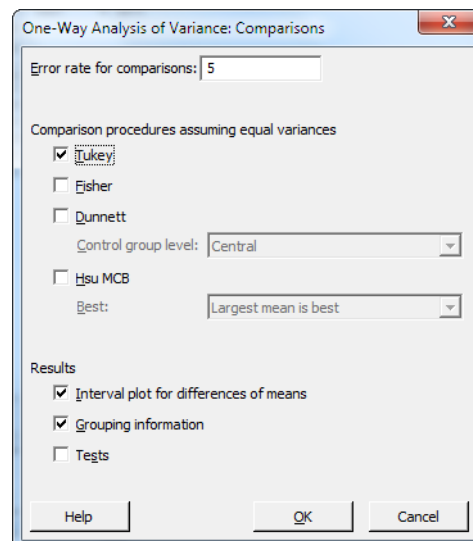 One-Way Analysis of Variance: Comparisons
Error rate for comparisons: 5
Comparison procedures assuming equal variances
Tukey
Fisher
Dunnett
Control group level: Central
Hsu MCB
Best: Largest mean is best
Results
Interval plot for differences of means
Grouping information
Tests
Help OK Cancel